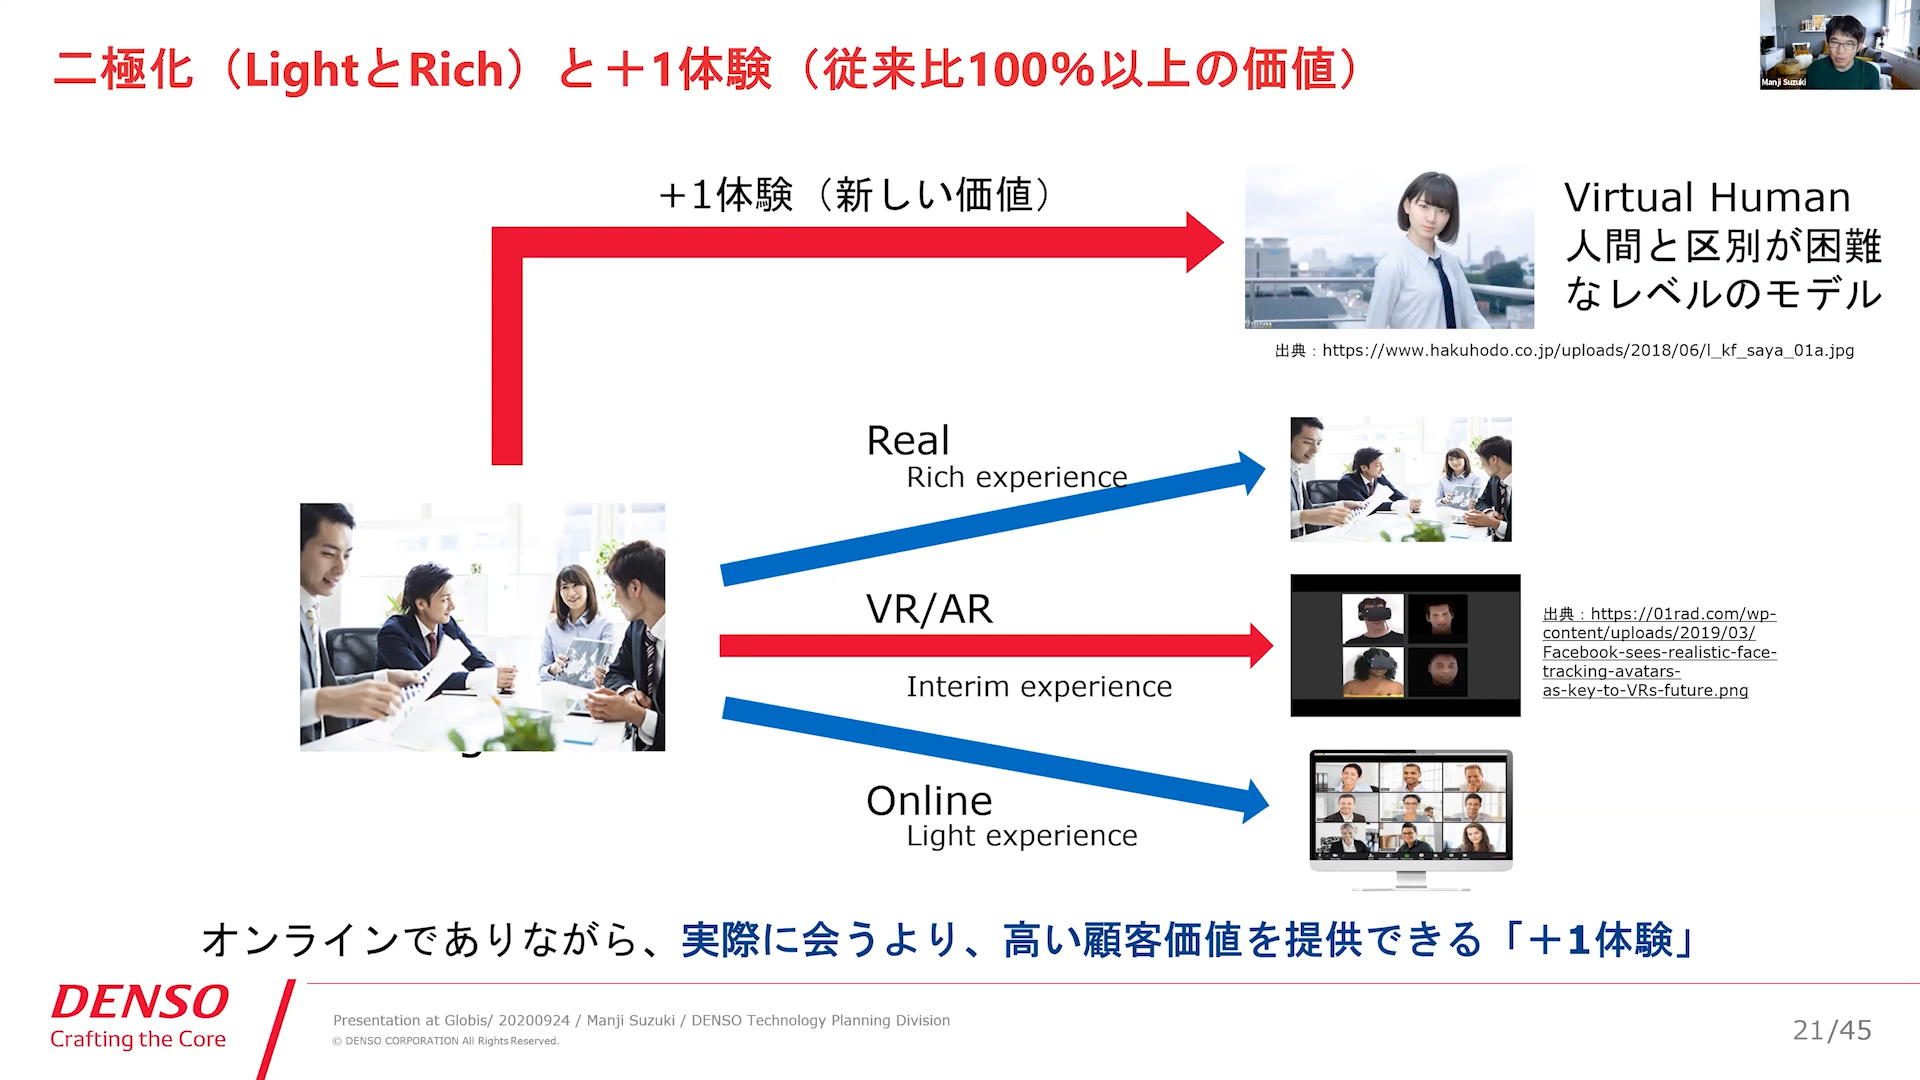 二極化（LightとRich）と＋1体験（従来比100%以上の価値）
Manji Suzuki
+1体験（新しい価値）
Virtual Human
人間と区別が困難
なレベルのモデル
出典：https://www.hakuhodo.co.jp/uploads/2018/06/l_kf_saya_01a.jpg
Real
Rich experience
VR/AR
Interim experience
出典：https://01rad.com/wp-
content/uploads/2019/03/
Facebook-sees-realistic-face-
tracking-avatars-
as-key-to-VRs-future.png
Online
Light experience
オンラインでありながら、実際に会うより、高い顧客価値を提供できる「＋1体験」
DENSO
Crafting the Core
Presentation at Globis/ 20200924 / Manji Suzuki / DENSO Technology Planning Division
© DENSO CORPORATION All Rights Reserved.
21/45